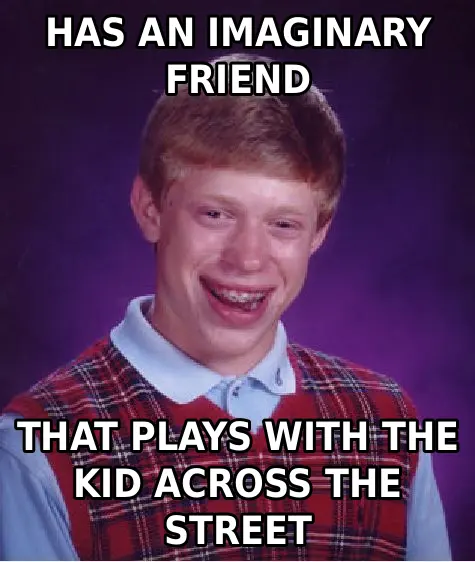 HAS AN IMAGINARY
FRIEND
THAT PLAYS WITH THE
KID ACROSS THE
STREET